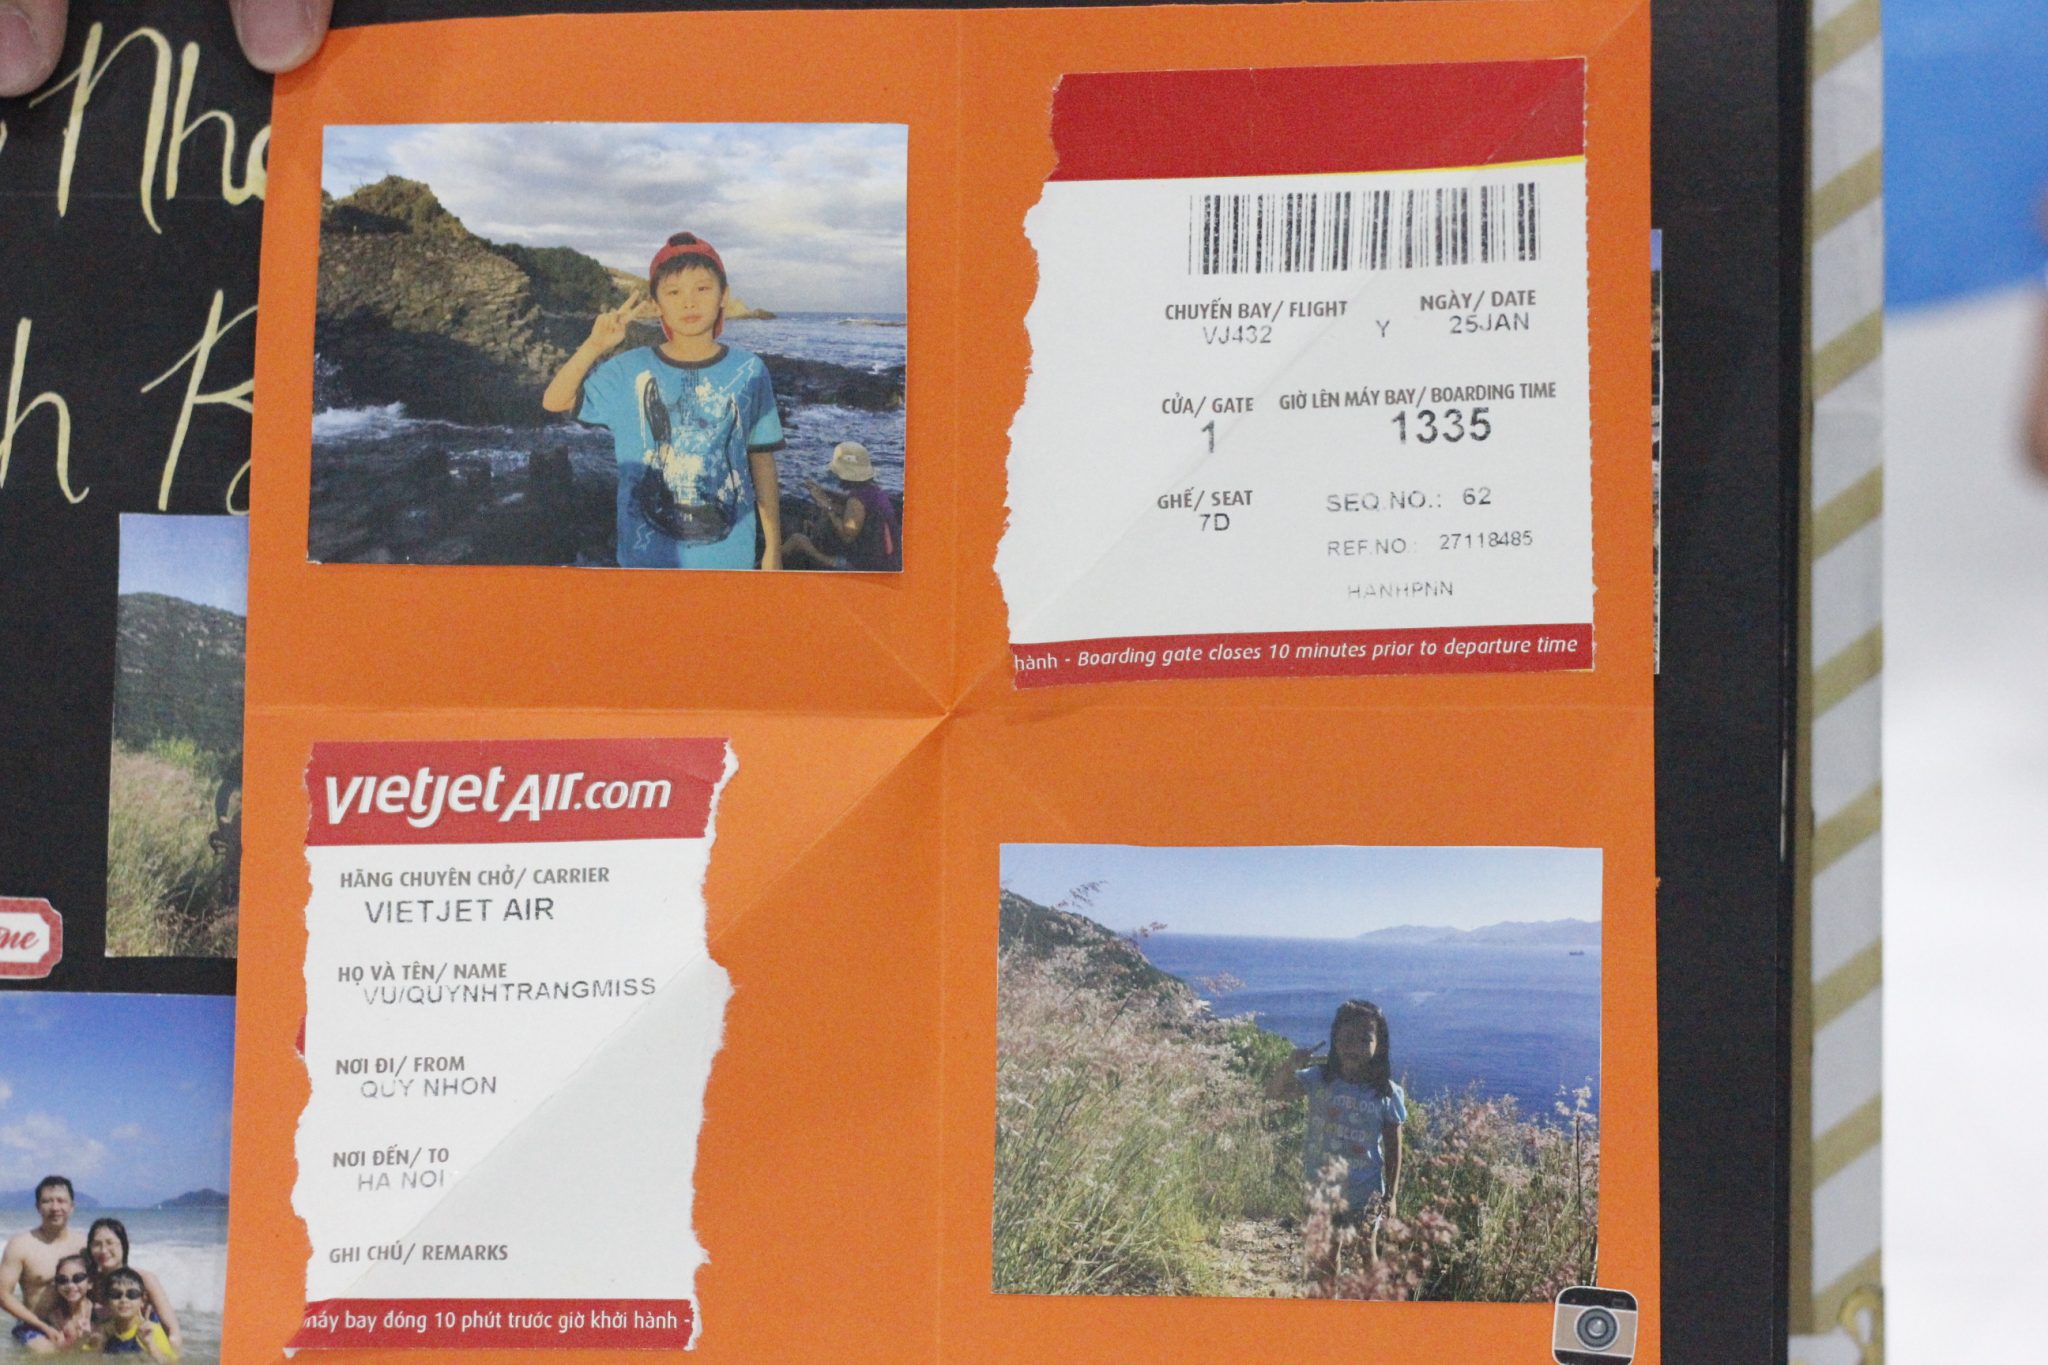 Nh
h
CHUYẾN BAY/ FLIGHT
VJ432
Y
NGÀY/ DATE
25JAN
CỬA/ GATE
1
GIỜ LÊN MÁY BAY/ BOARDING TIME
1335
GHẾ/ SEAT
7D
SEQ.NO.: 62
REF.NO.: 27118485
HANHPNN
hành - Boarding gate closes 10 minutes prior to departure time
vietjetAir.com
HÃNG CHUYÊN CHỞ/ CARRIER
VIETJET AIR
HỌ VÀ TÊN/ NAME
VU/QUYNHTRANGMISS
NƠI ĐI/ FROM
QUY NHON
NƠI ĐẾN/ TO
HA NOI
GHI CHÚ/ REMARKS
máy bay đóng 10 phút trước giờ khởi hành -
me